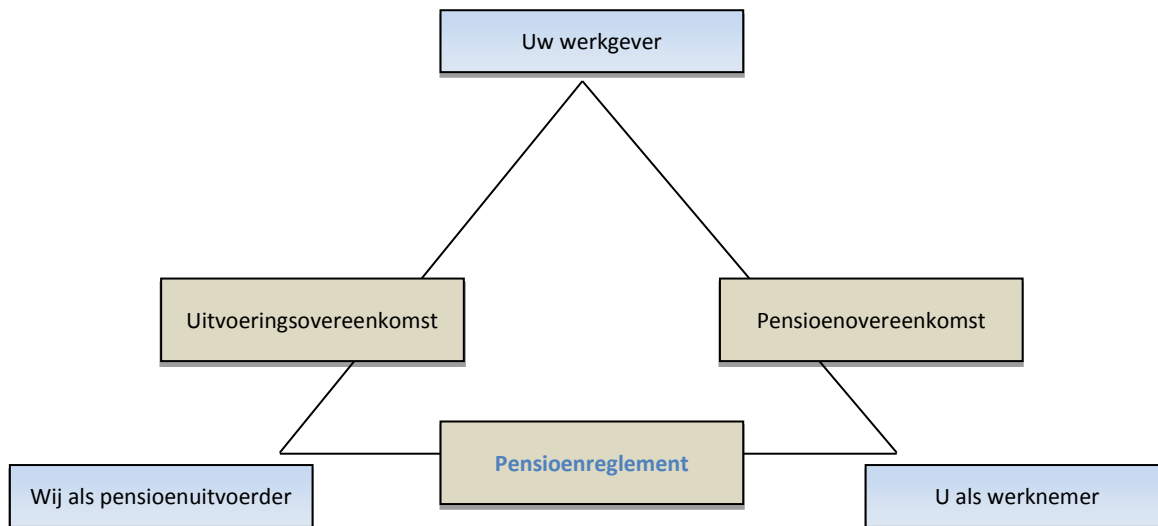 Uw werkgever
Uitvoeringsovereenkomst
Pensioenovereenkomst
Pensioenreglement
Wij als pensioenuitvoerder
U als werknemer